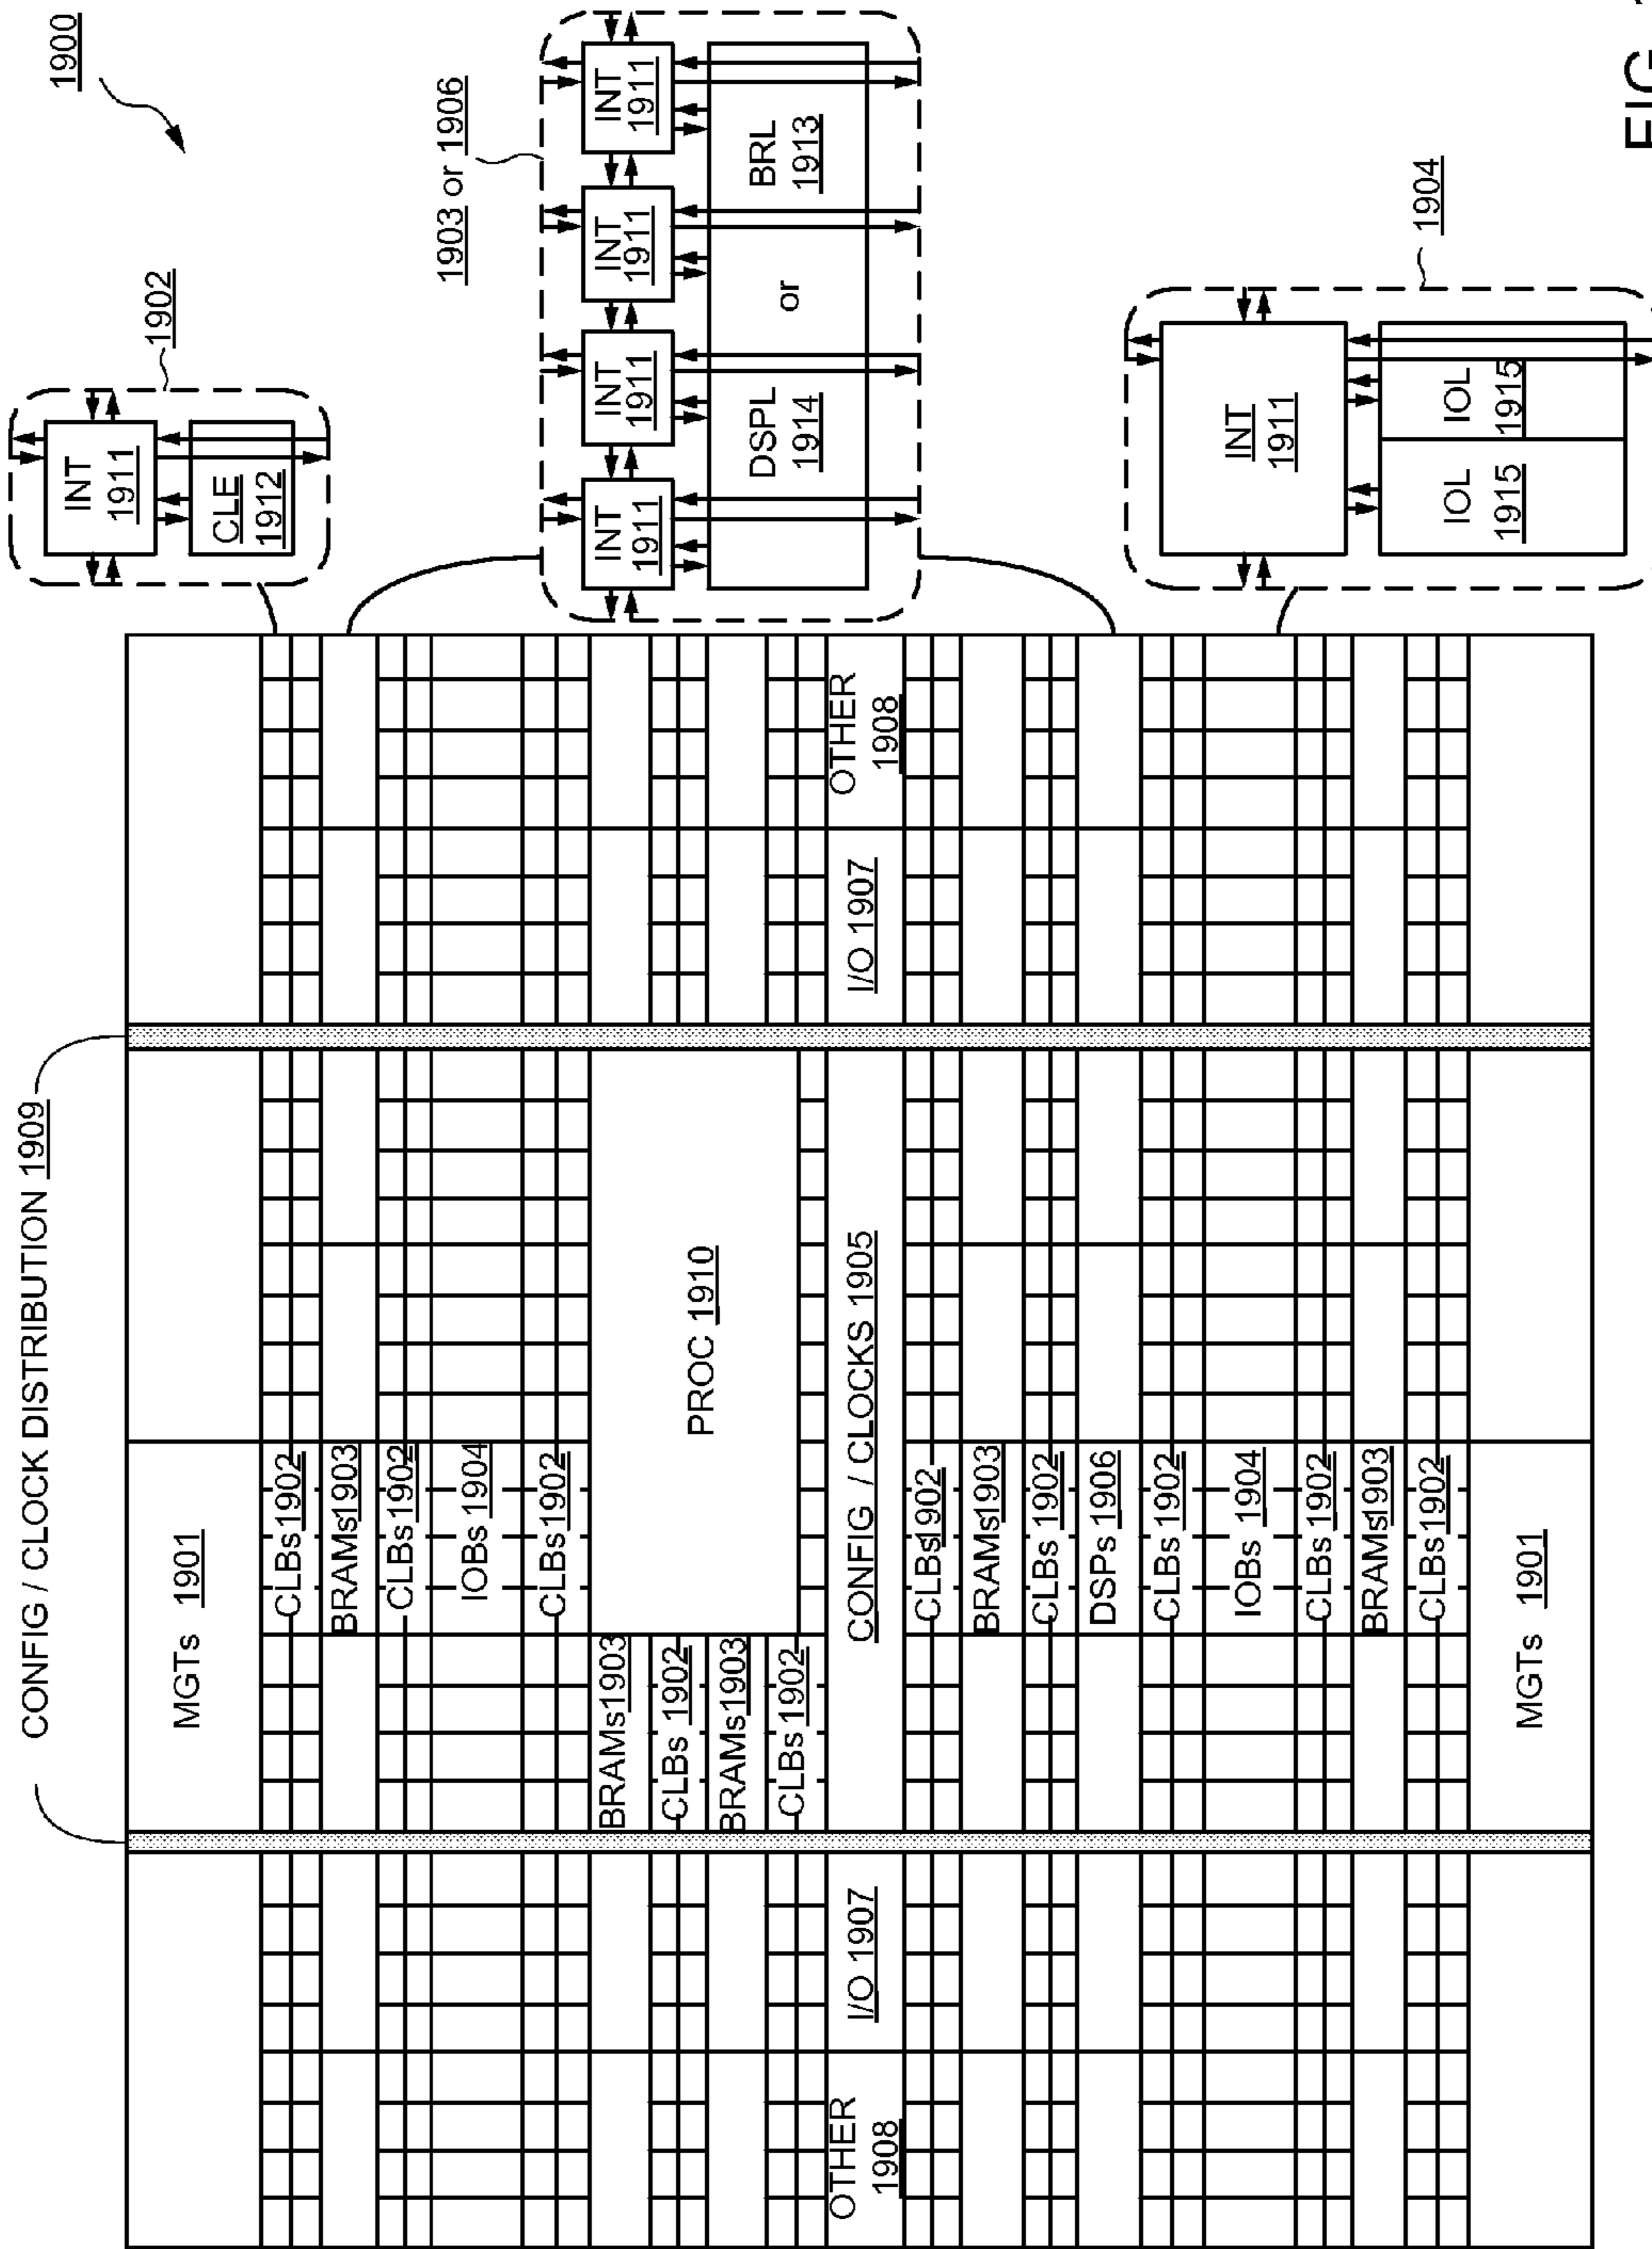 CONFIG / CLOCK DISTRIBUTION 1909
1900
MGTs 1901
CLBs 1902
BRAMs 1903
CLBs 1902
IOBs 1904
CLBs 1902
BRAMs 1903
CLBs 1902
BRAMs 1903
CLBs 1902
PROC 1910
OTHER
1908
I/O 1907
CONFIG / CLOCKS 1905
I/O 1907
OTHER
1908
CLBs 1902
BRAMs 1903
CLBs 1902
DSPs 1906
CLBs 1902
IOBs 1904
CLBs 1902
BRAMs 1903
CLBs 1902
MGTs 1901
1902
INT
1911
CLE
1912
1903 or 1906
INT
1911
INT
1911
INT
1911
INT
1911
DSPL
1914
or
BRL
1913
1904
INT
1911
IOL
1915
IOL
1915
FIG